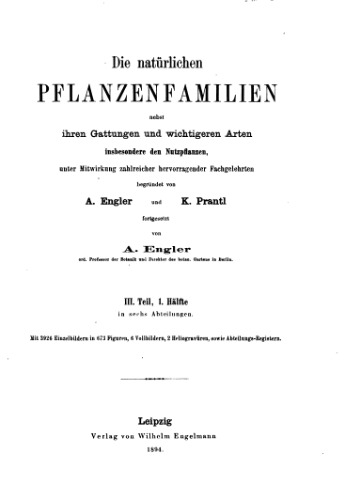 Die natürlichen
PFLANZENFAMILIEN
nebst
ihren Gattungen und wichtigeren Arten
insbesondere den Nutzpflanzen,
unter Mitwirkung zahlreicher hervorragender Fachgelehrten
begründet von
A. Engler und K. Prantl
fortgesetzt
von
A. Engler
ord. Professor der Botanik und Direktor des botan. Gartens in Berlin.
III. Teil, 1. Hälfte
in sechs Abteilungen.
Mit 3926 Einzelbildern in 673 Figuren, 6 Vollbildern, 2 Heliogravüren, sowie Abteilungs-Registern.
Leipzig
Verlag von Wilhelm Engelmann
1894.